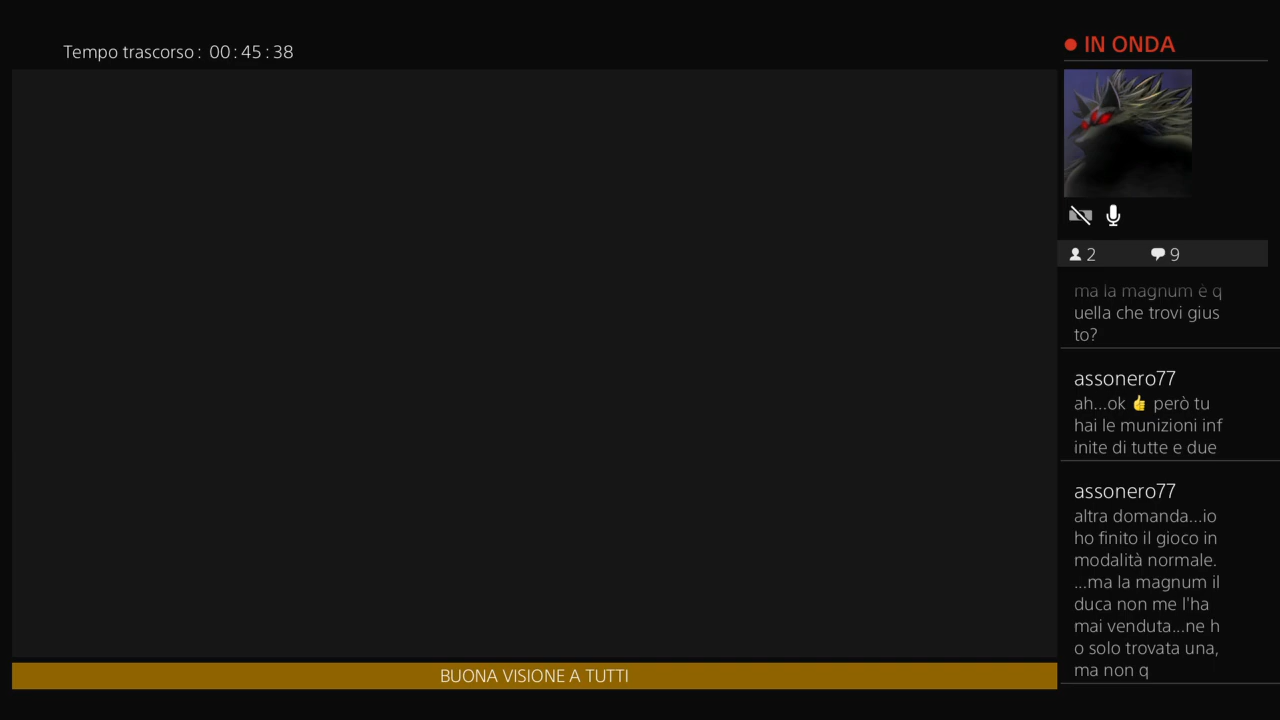 Tempo trascorso : 00 : 45 : 38
IN ONDA
2 9
ma la magnum è q
uella che trovi gius
to?
assonero77
ah...ok 👍 però tu
hai le munizioni inf
inite di tutte e due
assonero77
altra domanda...io
ho finito il gioco in
modalità normale.
...ma la magnum il
duca non me l'ha
mai venduta...ne h
o solo trovata una,
ma non q
BUONA VISIONE A TUTTI